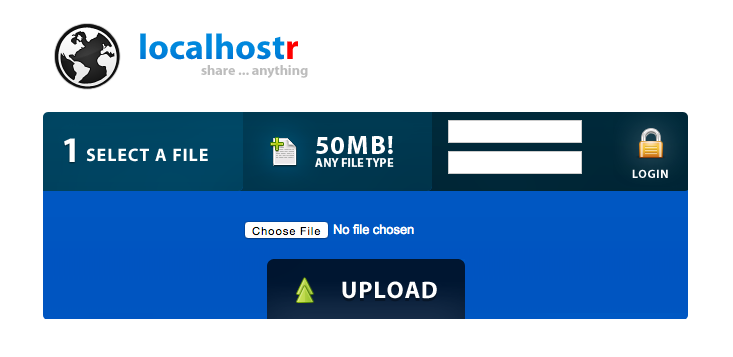 localhostr
share ... anything
1 SELECT A FILE
50MB!
ANY FILE TYPE
LOGIN
Choose File No file chosen
UPLOAD